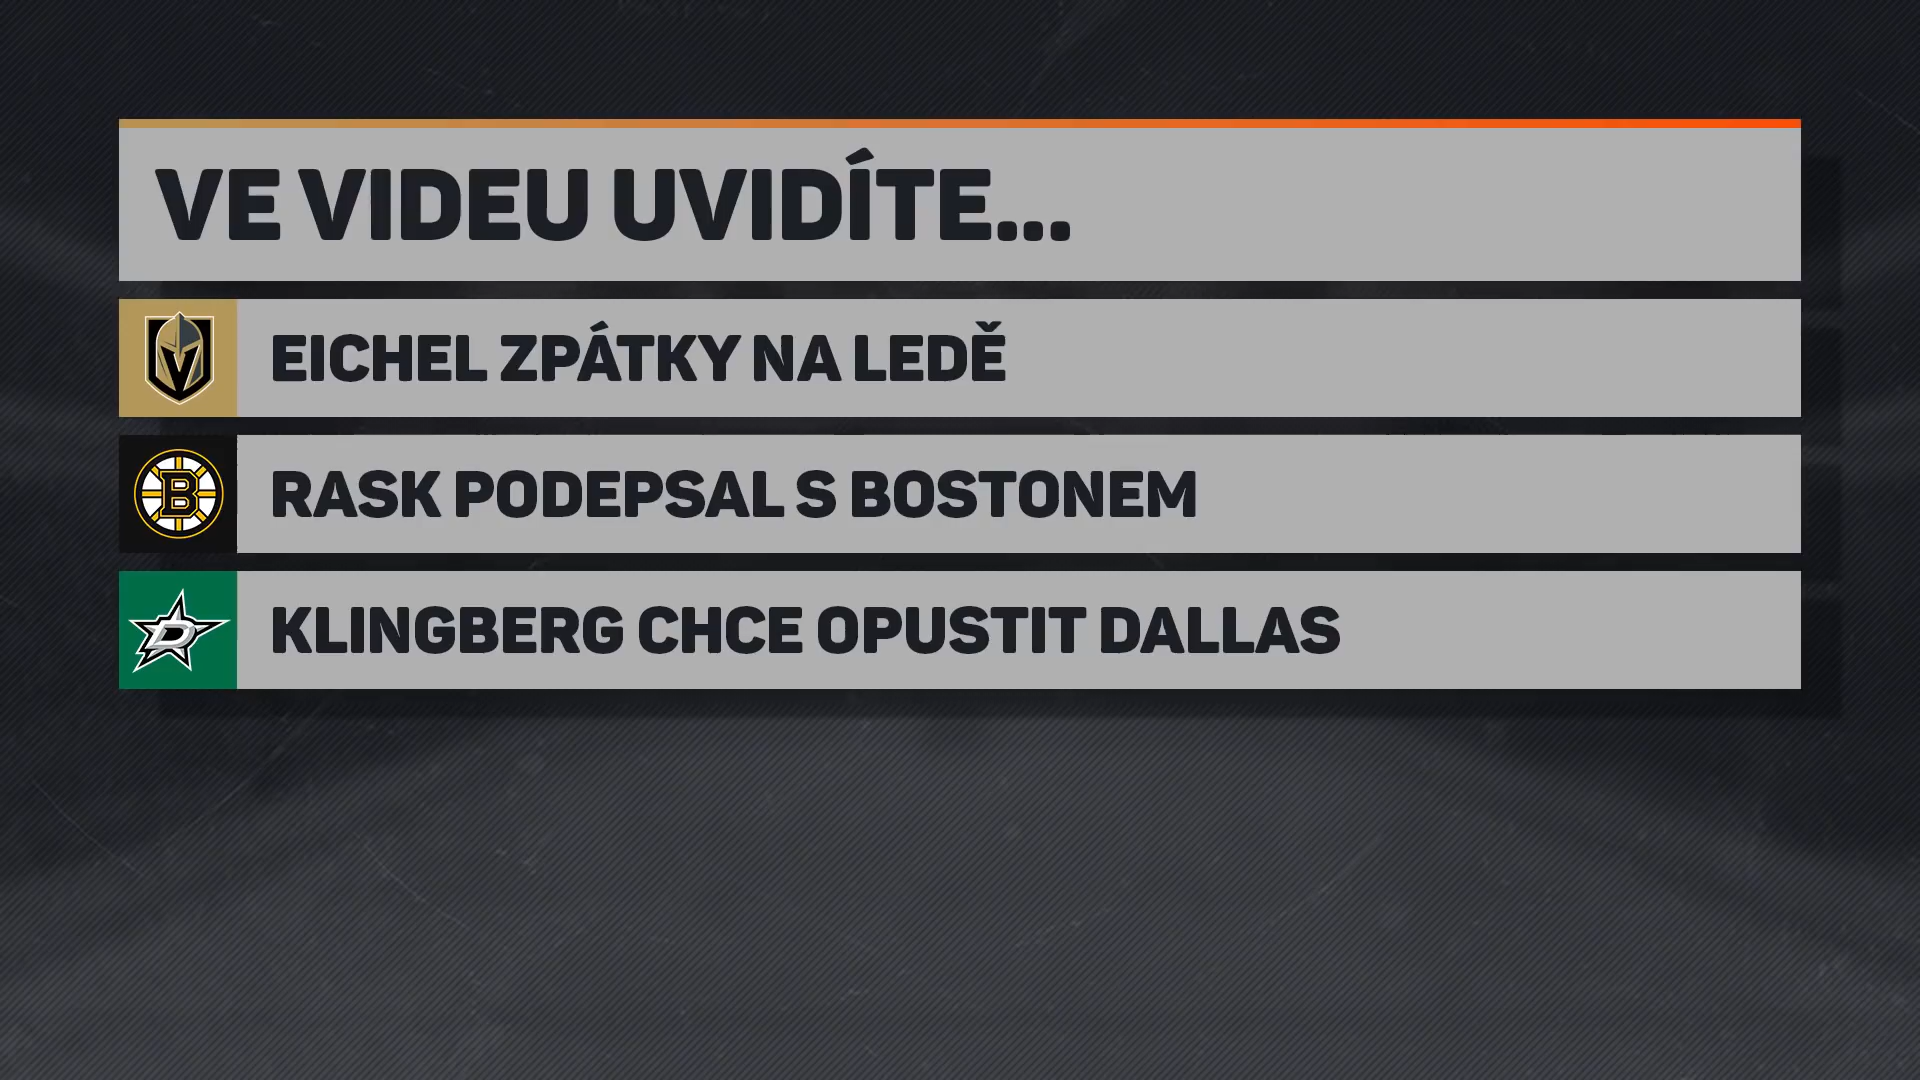 VE VIDEU UVIDÍTE...
EICHEL ZPÁTKY NA LEDĚ
B
RASK PODEPSAL S BOSTONEM
D
KLINGBERG CHCE OPUSTIT DALLAS